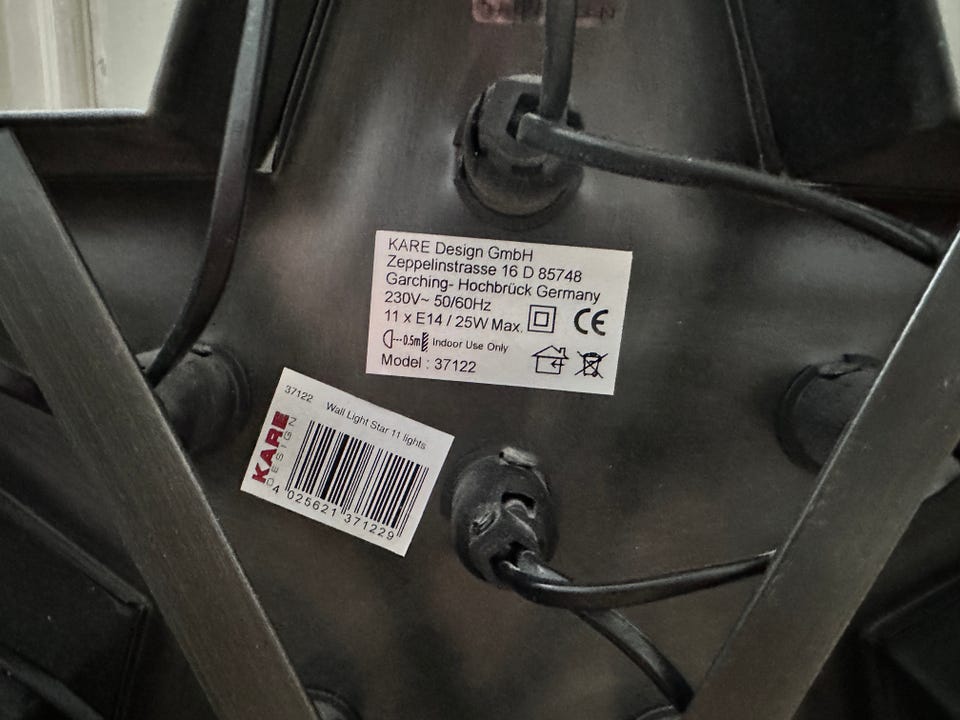 KARE Design GmbH
Zeppelinstrasse 16 D 85748
Garching- Hochbrück Germany
230V~ 50/60Hz
11 x E14 / 25W Max.
CE
0.5m Indoor Use Only
Model : 37122
37122 Wall Light Star 11 lights
KARE
DESIGN
4 025621 371229